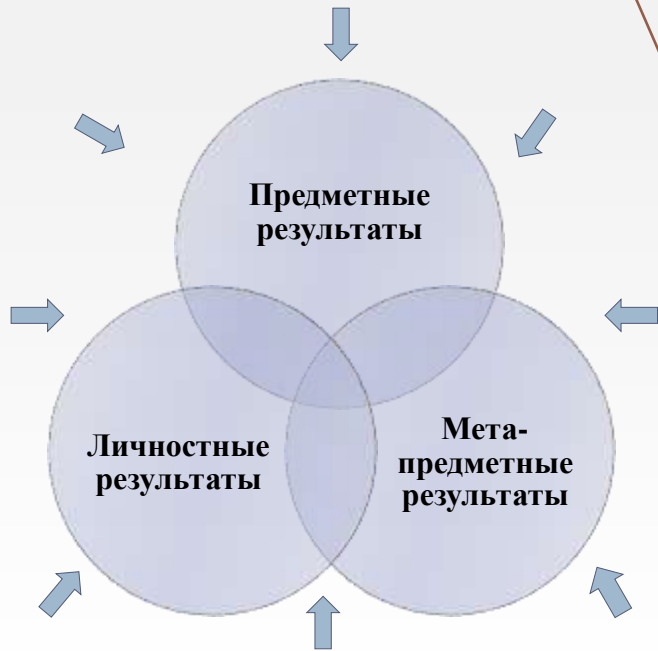 Предметные
результаты
Личностные
результаты
Мета-
предметные
результаты